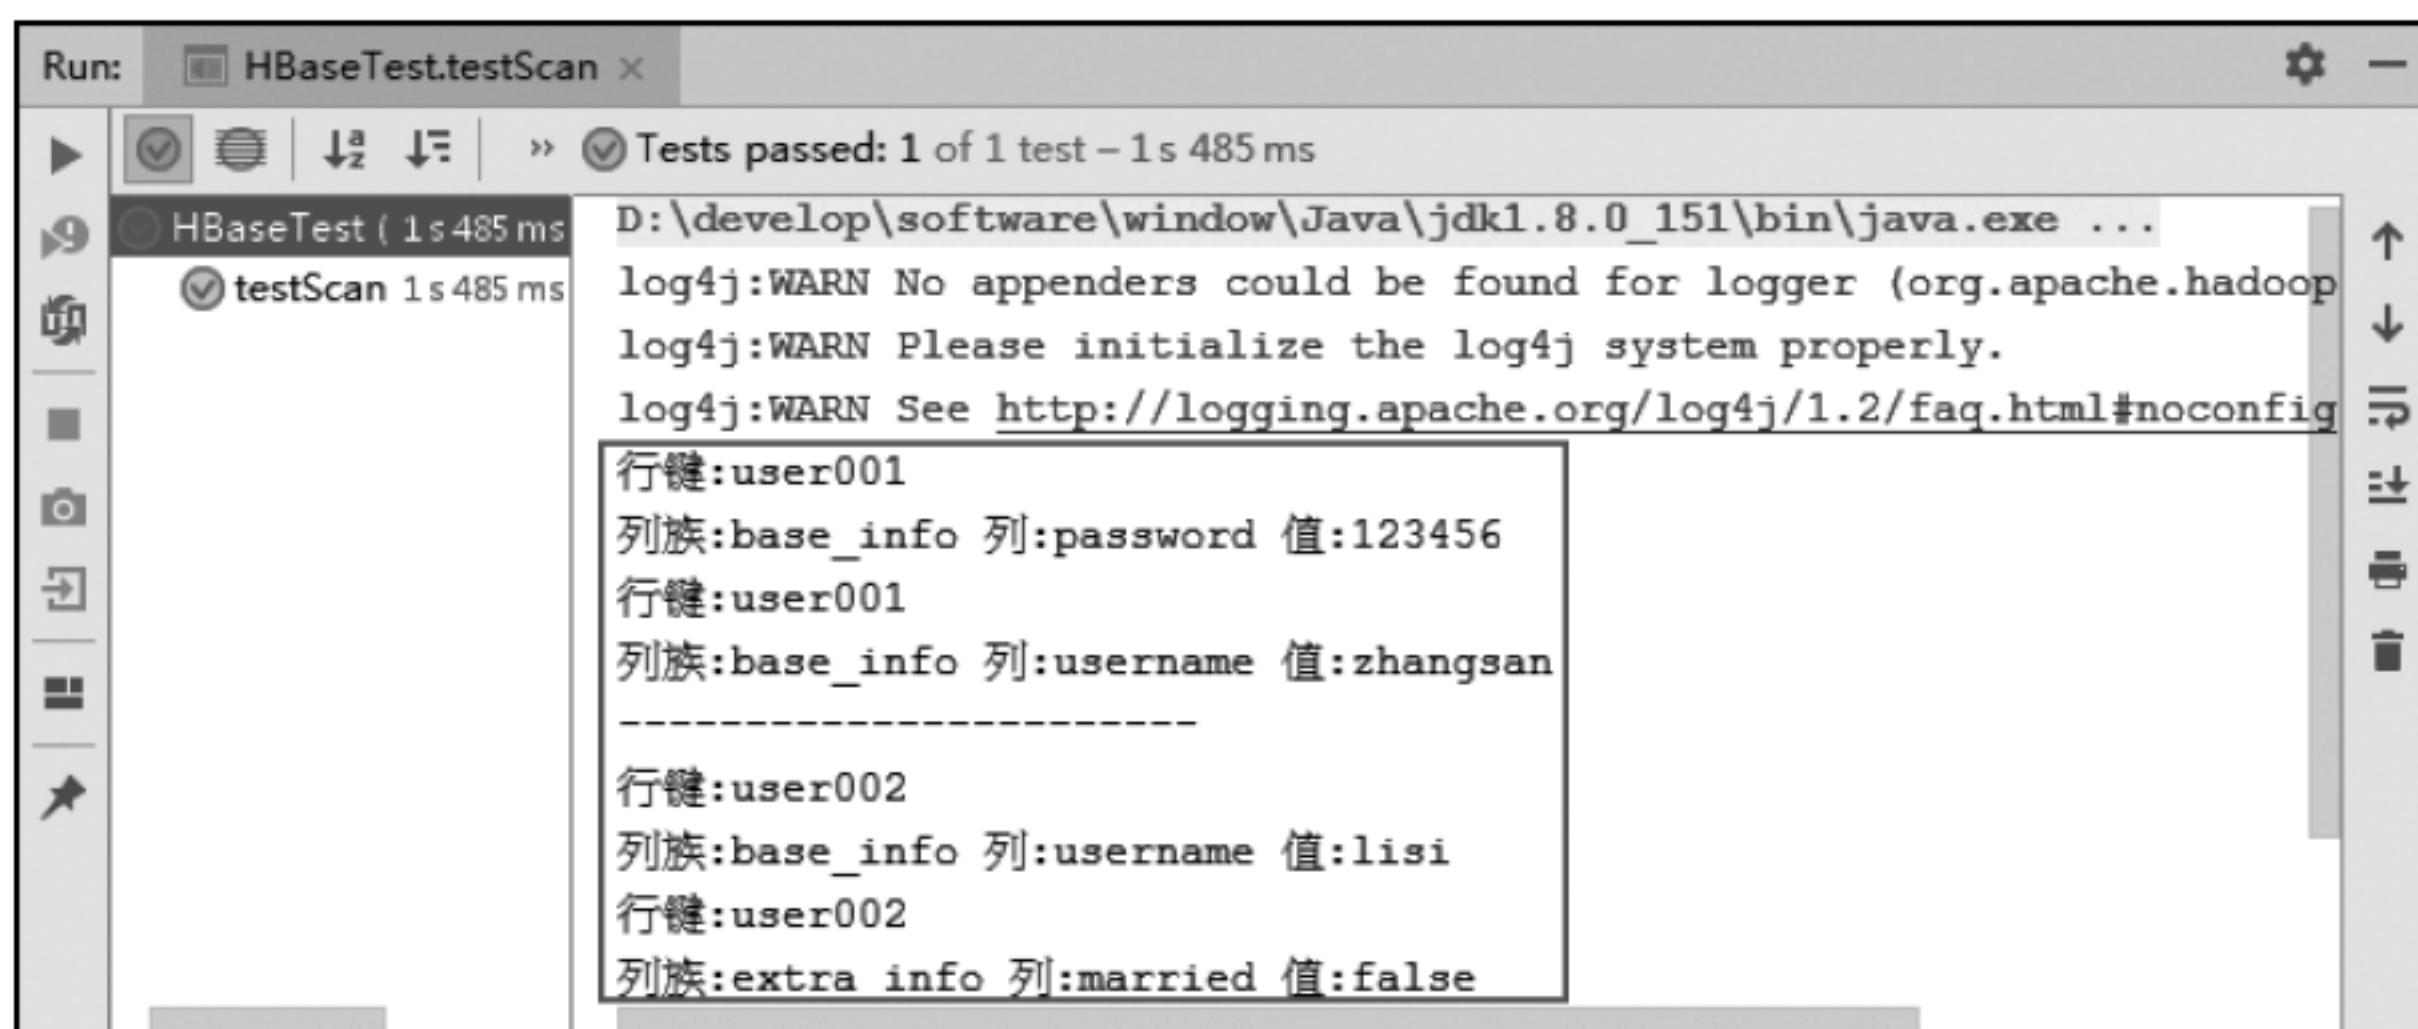 Run: HBaseTest.testScan
Tests passed: 1 of 1 test – 1 s 485 ms
HBaseTest ( 1 s 485 ms
testScan 1 s 485 ms
D:\develop\software\window\Java\jdk1.8.0_151\bin\java.exe ...
log4j:WARN No appenders could be found for logger (org.apache.hadoop
log4j:WARN Please initialize the log4j system properly.
log4j:WARN See http://logging.apache.org/log4j/1.2/faq.html#noconfig
行键:user001
列族:base_info 列:password 值:123456
行键:user001
列族:base_info 列:username 值:zhangsan
-----------------------
行键:user002
列族:base_info 列:username 值:lisi
行键:user002
列族:extra info 列:married 值:false